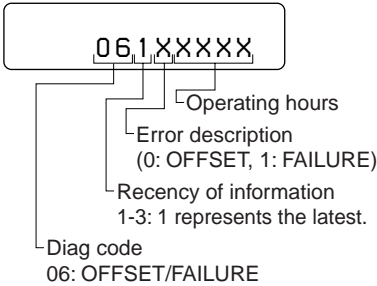 061XXXXX
Operating hours
Error description
(0: OFFSET, 1: FAILURE)
Recency of information
1-3: 1 represents the latest.
Diag code
06: OFFSET/FAILURE